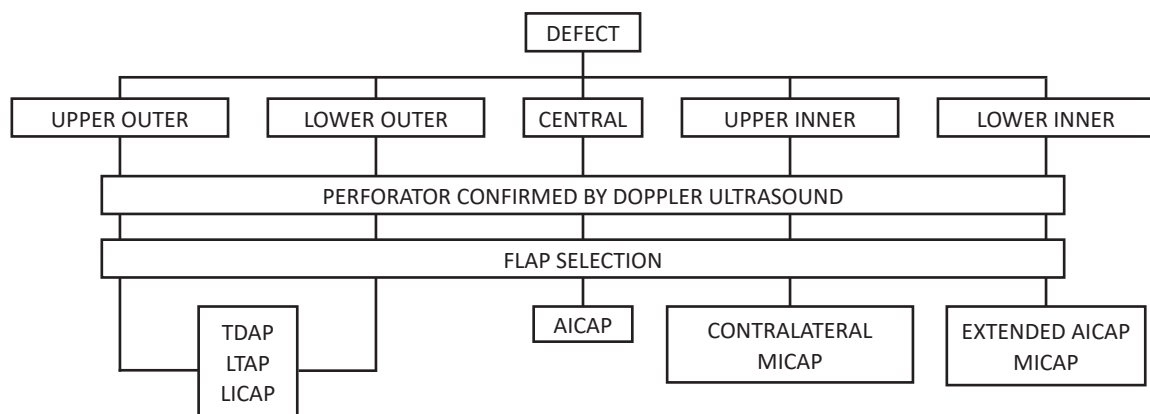 DEFECT
UPPER OUTER
LOWER OUTER
CENTRAL
UPPER INNER
LOWER INNER
PERFORATOR CONFIRMED BY DOPPLER ULTRASOUND
FLAP SELECTION
TDAP
LTAP
LICAP
AICAP
CONTRALATERAL
MICAP
EXTENDED AICAP
MICAP